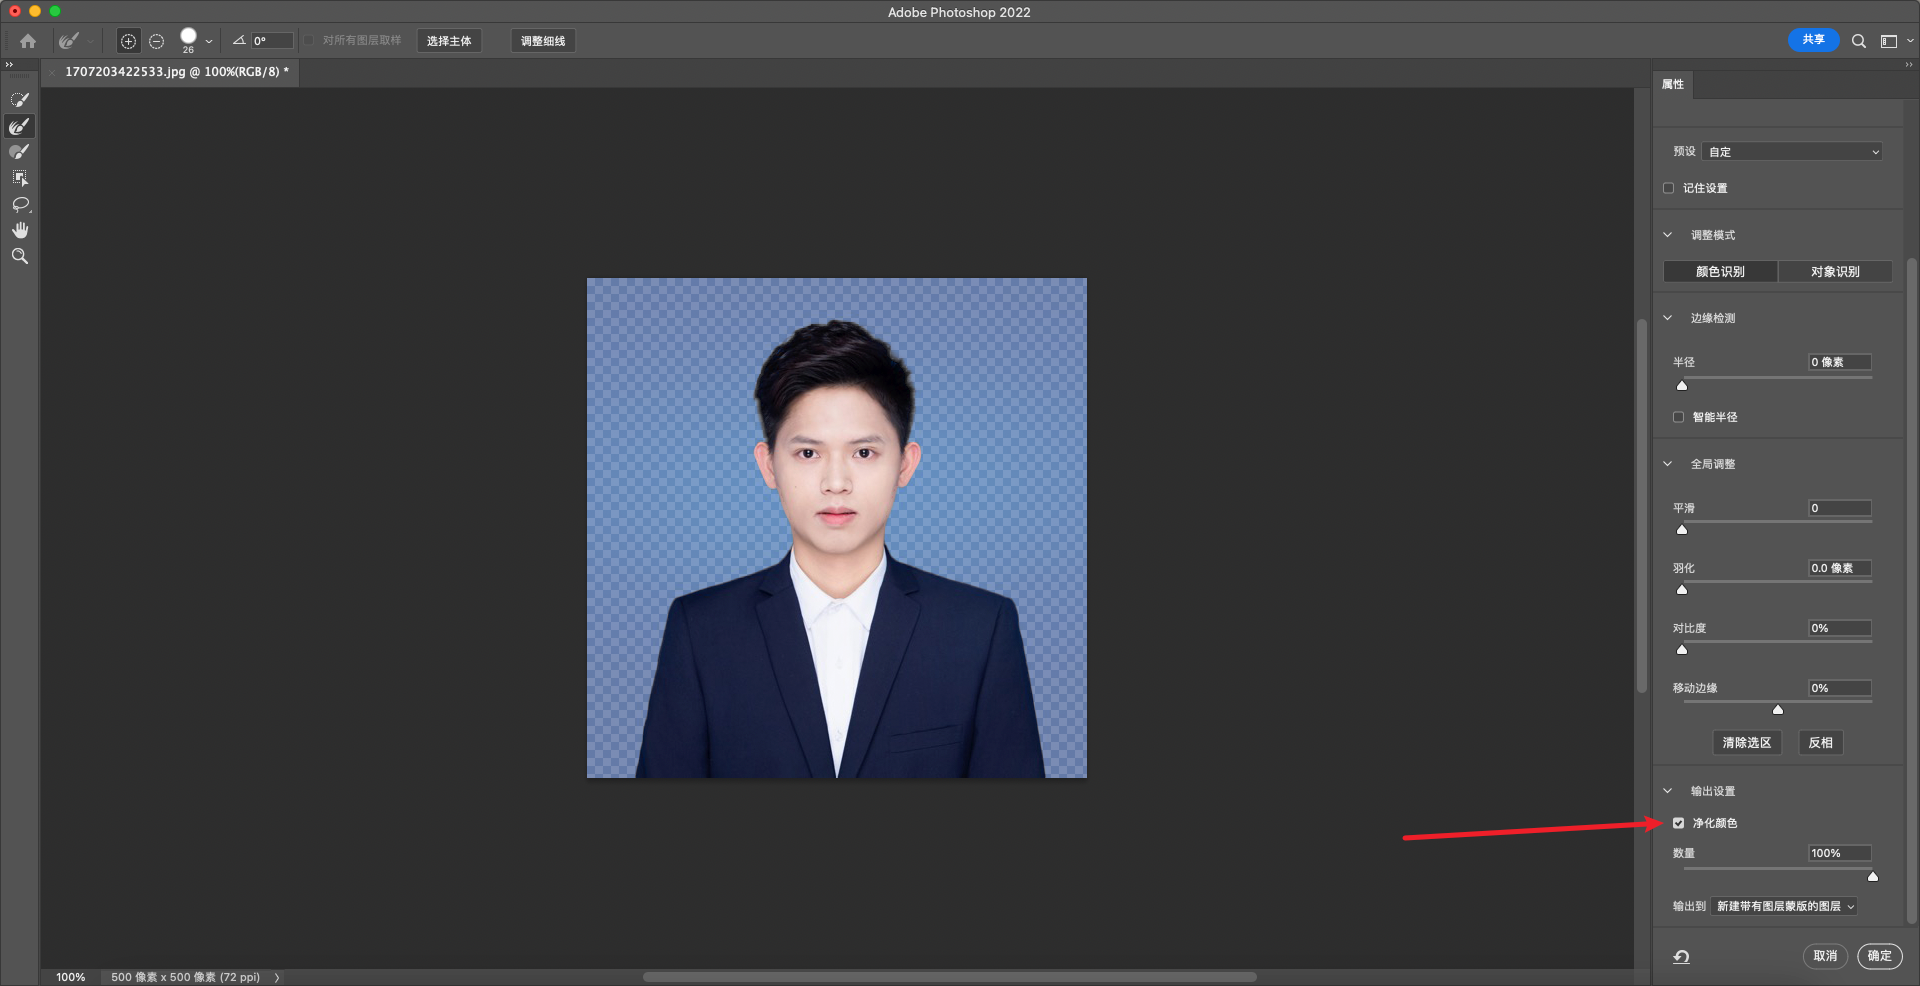 Adobe Photoshop 2022
26
0°
对所有图层取样
选择主体
调整细线
共享
1707203422533.jpg @ 100%(RGB/8) *
属性
预设
自定
记住设置
调整模式
颜色识别
对象识别
边缘检测
半径
0 像素
智能半径
全局调整
平滑
0
羽化
0.0 像素
对比度
0%
移动边缘
0%
清除选区
反相
输出设置
净化颜色
数量
100%
输出到
新建带有图层蒙版的图层
取消
确定
100%
500 像素 x 500 像素 (72 ppi)